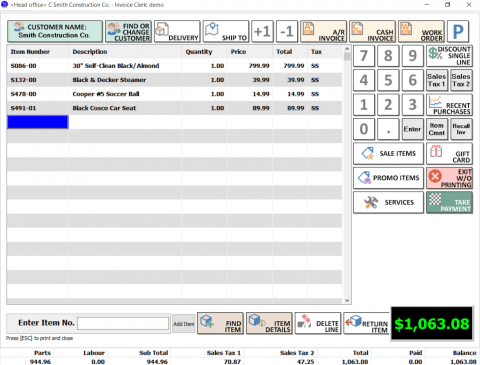 <Head office> C Smith Construction Co. - Invoice Clerk demo
CUSTOMER NAME:
Smith Construction Co.
FIND OR
CHANGE
CUSTOMER
DELIVERY
SHIP TO
+1
-1
A/R
INVOICE
CASH
INVOICE
WORK
ORDER
P
Item Number Description Quantity Price Total Tax
S086-00 30" Self-Clean Black/Almond 1.00 799.99 799.99 SS
S132-00 Black & Decker Steamer 1.00 39.99 39.99 SS
S478-00 Cooper #5 Soccer Ball 1.00 14.99 14.99 SS
S491-01 Black Cosco Car Seat 1.00 89.99 89.99 SS
7 8 9
DISCOUNT
SINGLE
LINE
4 5 6
Sales
Tax 1
Sales
Tax 2
1 2 3
RECENT
PURCHASES
0 . Enter
Item
Cmnt
Recall
Inv
SALE ITEMS
GIFT
CARD
PROMO ITEMS
EXIT
W/O
PRINTING
SERVICES
TAKE
PAYMENT
Enter Item No.
Add Item
FIND
ITEM
ITEM
DETAILS
DELETE
LINE
RETURN
ITEM
$1,063.08
Press [ESC] to print and close
Parts Labour Sub Total Sales Tax 1 Sales Tax 2 Total Paid Balance
944.96 0.00 944.96 70.87 47.25 1,063.08 0.00 1,063.08